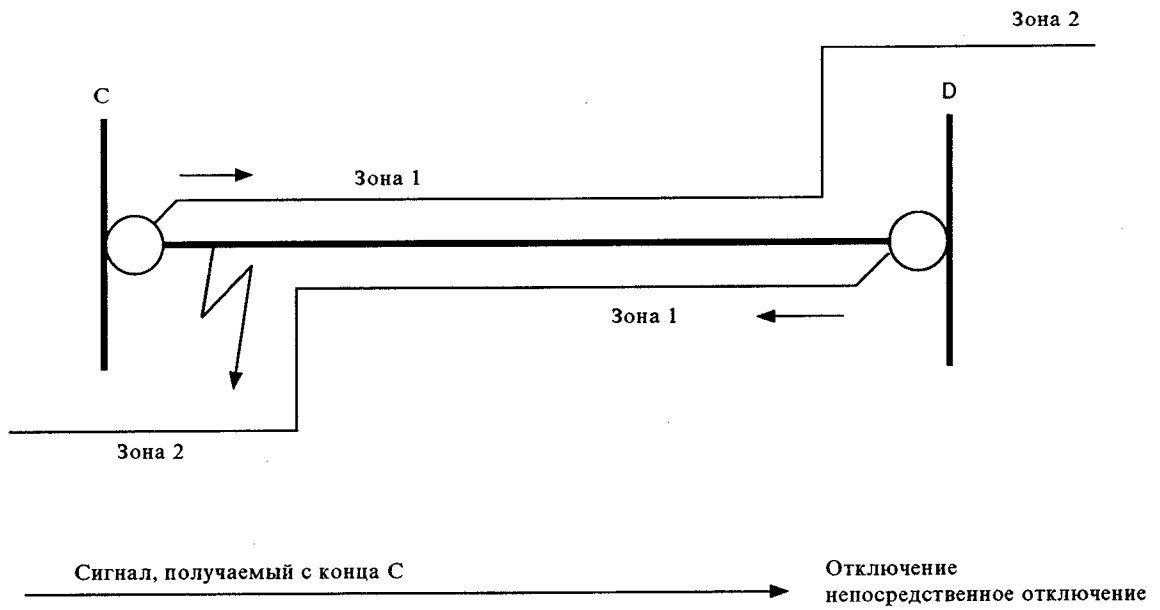 Зона 2
C
D
Зона 1
Зона 1
Зона 2
Сигнал, получаемый с конца C
Отключение
непосредственное отключение